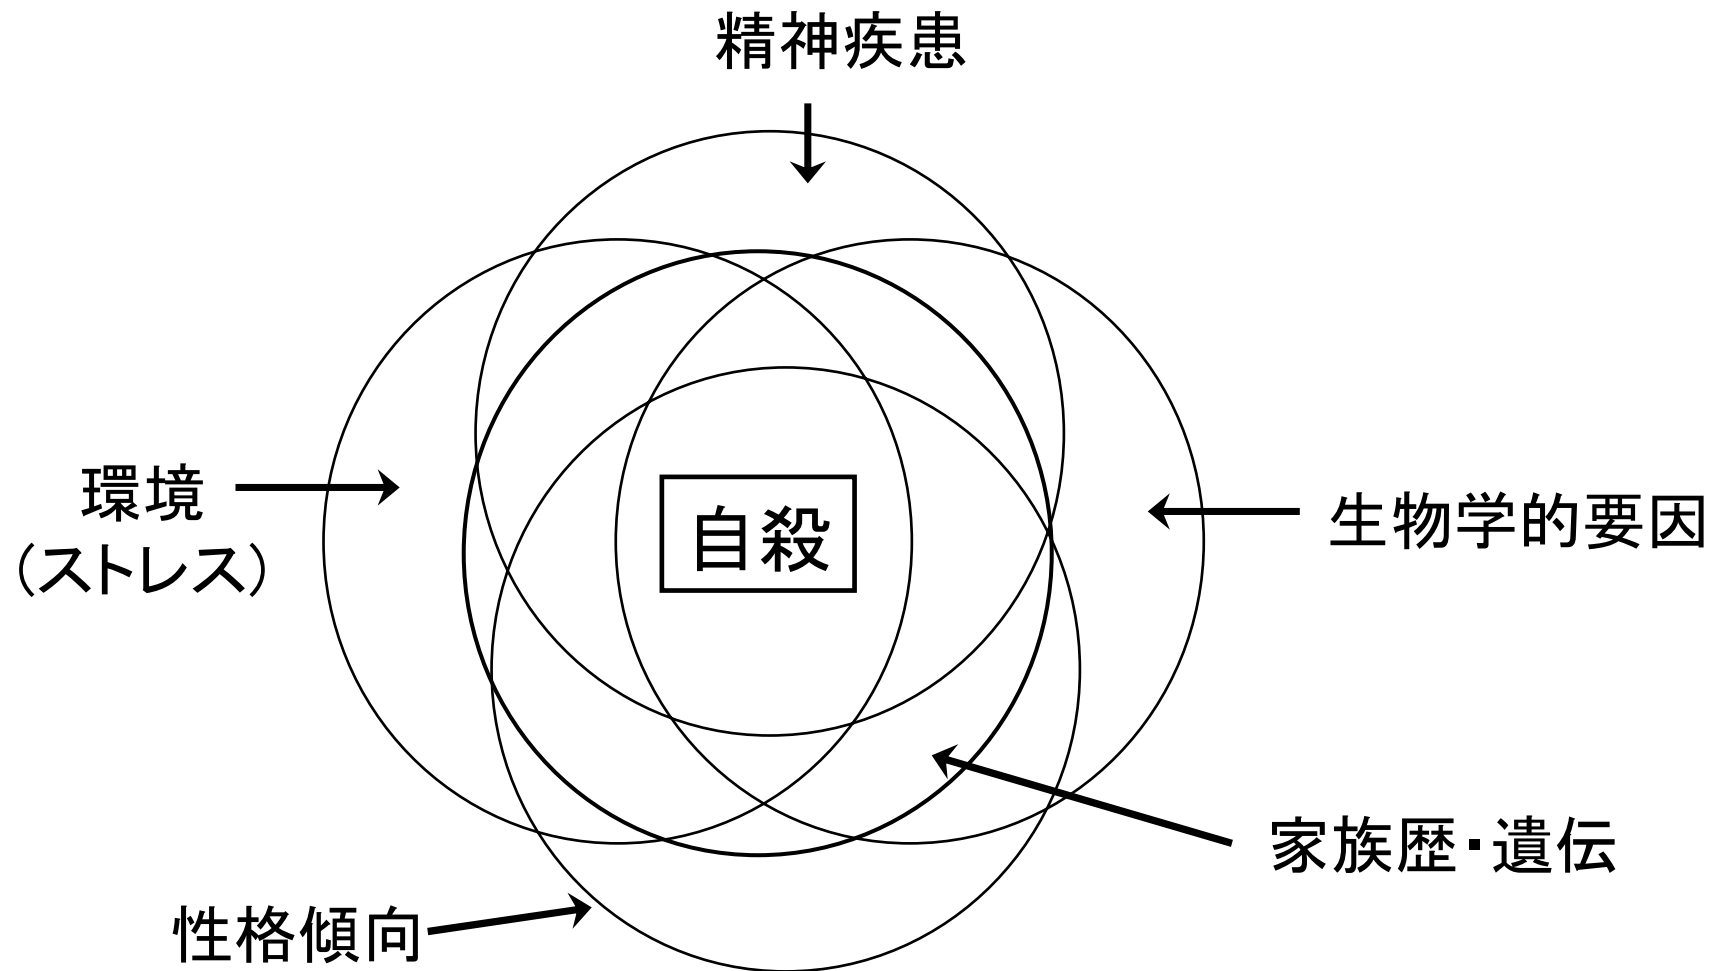 精神疾患
環境
（ストレス）
自殺
生物学的要因
家族歴・遺伝
性格傾向